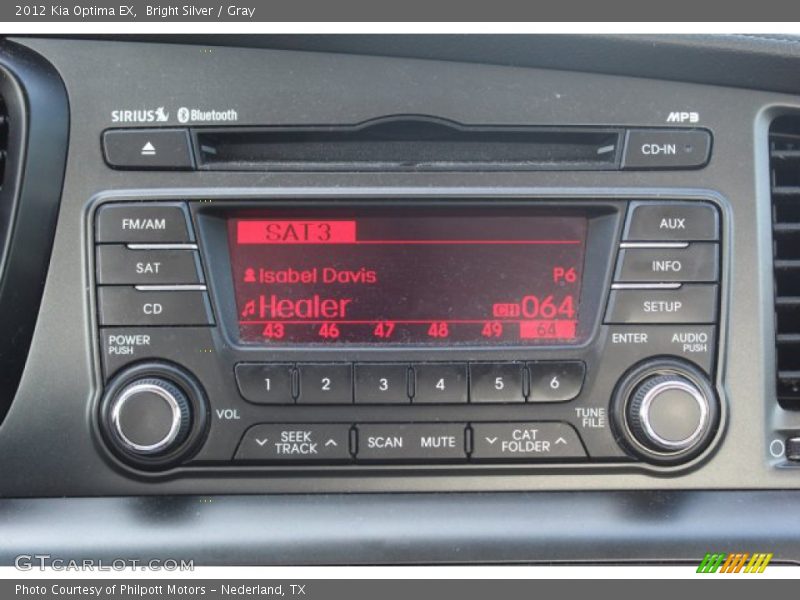 2012 Kia Optima EX, Bright Silver / Gray
SIRIUS Bluetooth MP3
CD-IN
FM/AM AUX
SAT3
SAT INFO
Isabel Davis P6
CD SETUP
Healer CH 064
43 46 47 48 49 64
POWER PUSH ENTER AUDIO PUSH
1 2 3 4 5 6
VOL TUNE FILE
SEEK TRACK SCAN MUTE CAT FOLDER
GTCARLOT.COM
Photo Courtesy of Philpott Motors - Nederland, TX